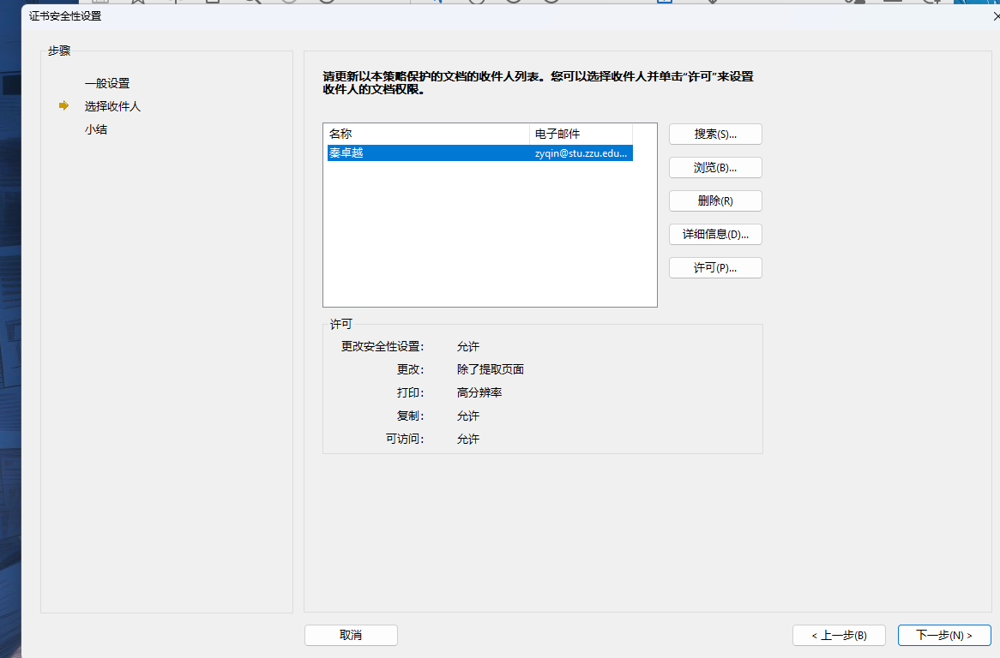 证书安全性设置
步骤
一般设置
选择收件人
小结
请更新以本策略保护的文档的收件人列表。您可以选择收件人并单击“许可”来设置
收件人的文档权限。
名称 电子邮件
秦卓越 zyqin@stu.zzu.edu...
搜索(S)...
浏览(B)...
删除(R)
详细信息(D)...
许可(P)...
许可
更改安全性设置: 允许
更改: 除了提取页面
打印: 高分辨率
复制: 允许
可访问: 允许
取消
< 上一步(B)
下一步(N) >